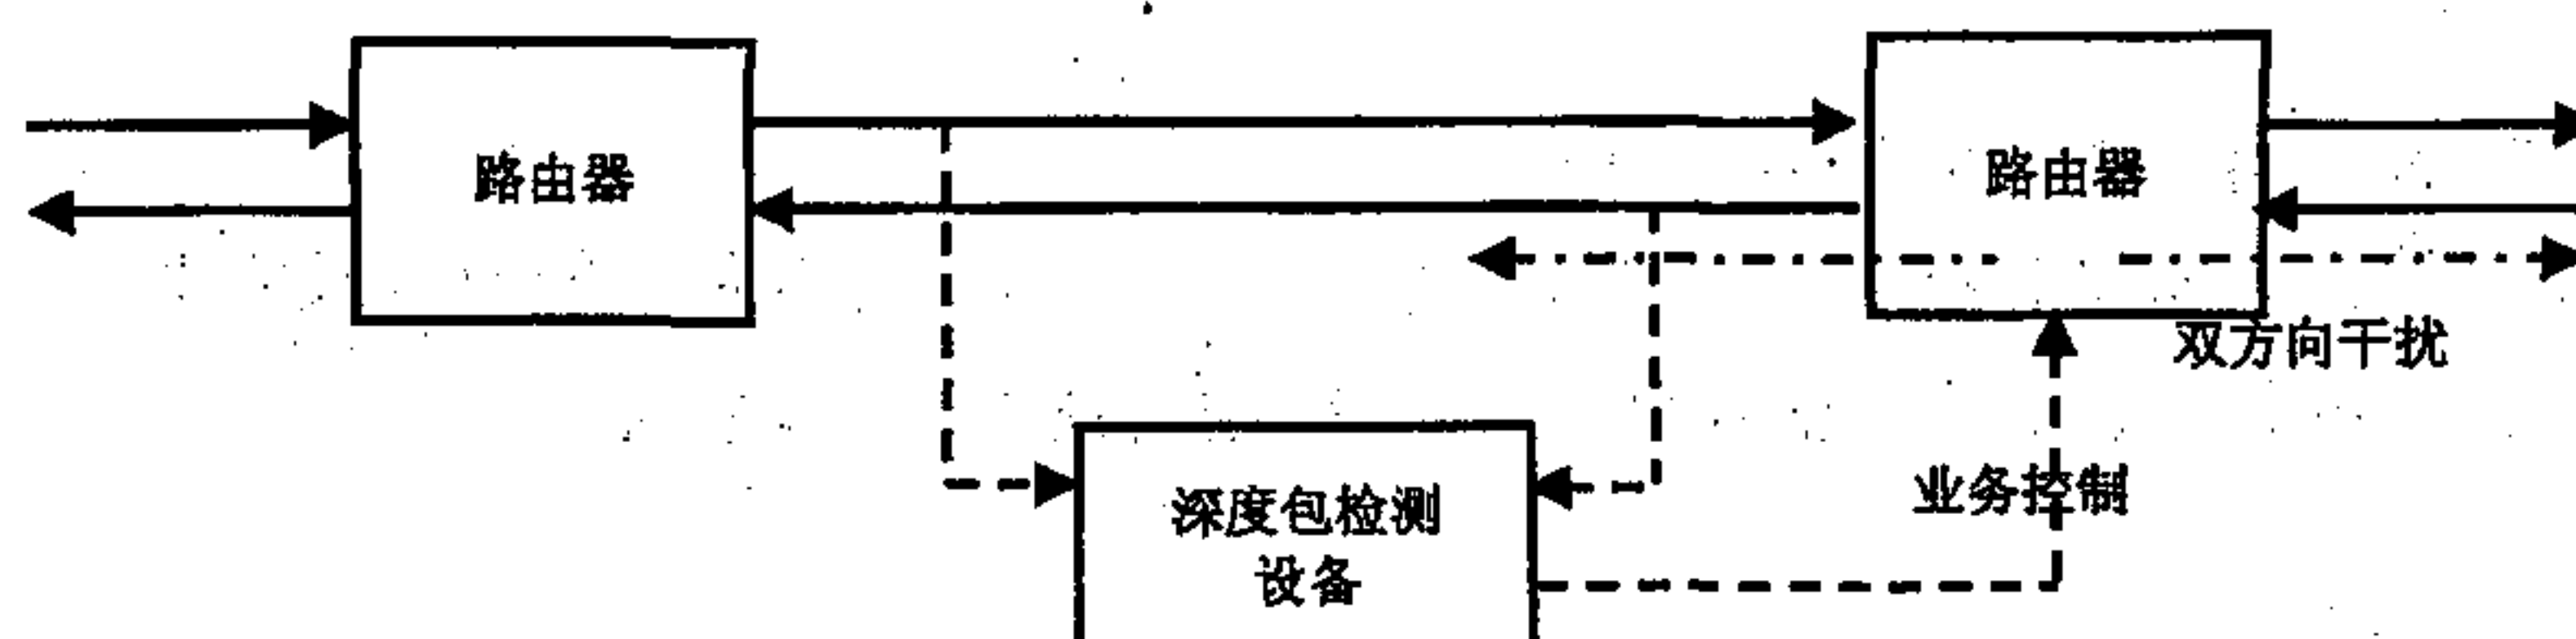 路由器
路由器
双方向干扰
业务控制
深度包检测
设备